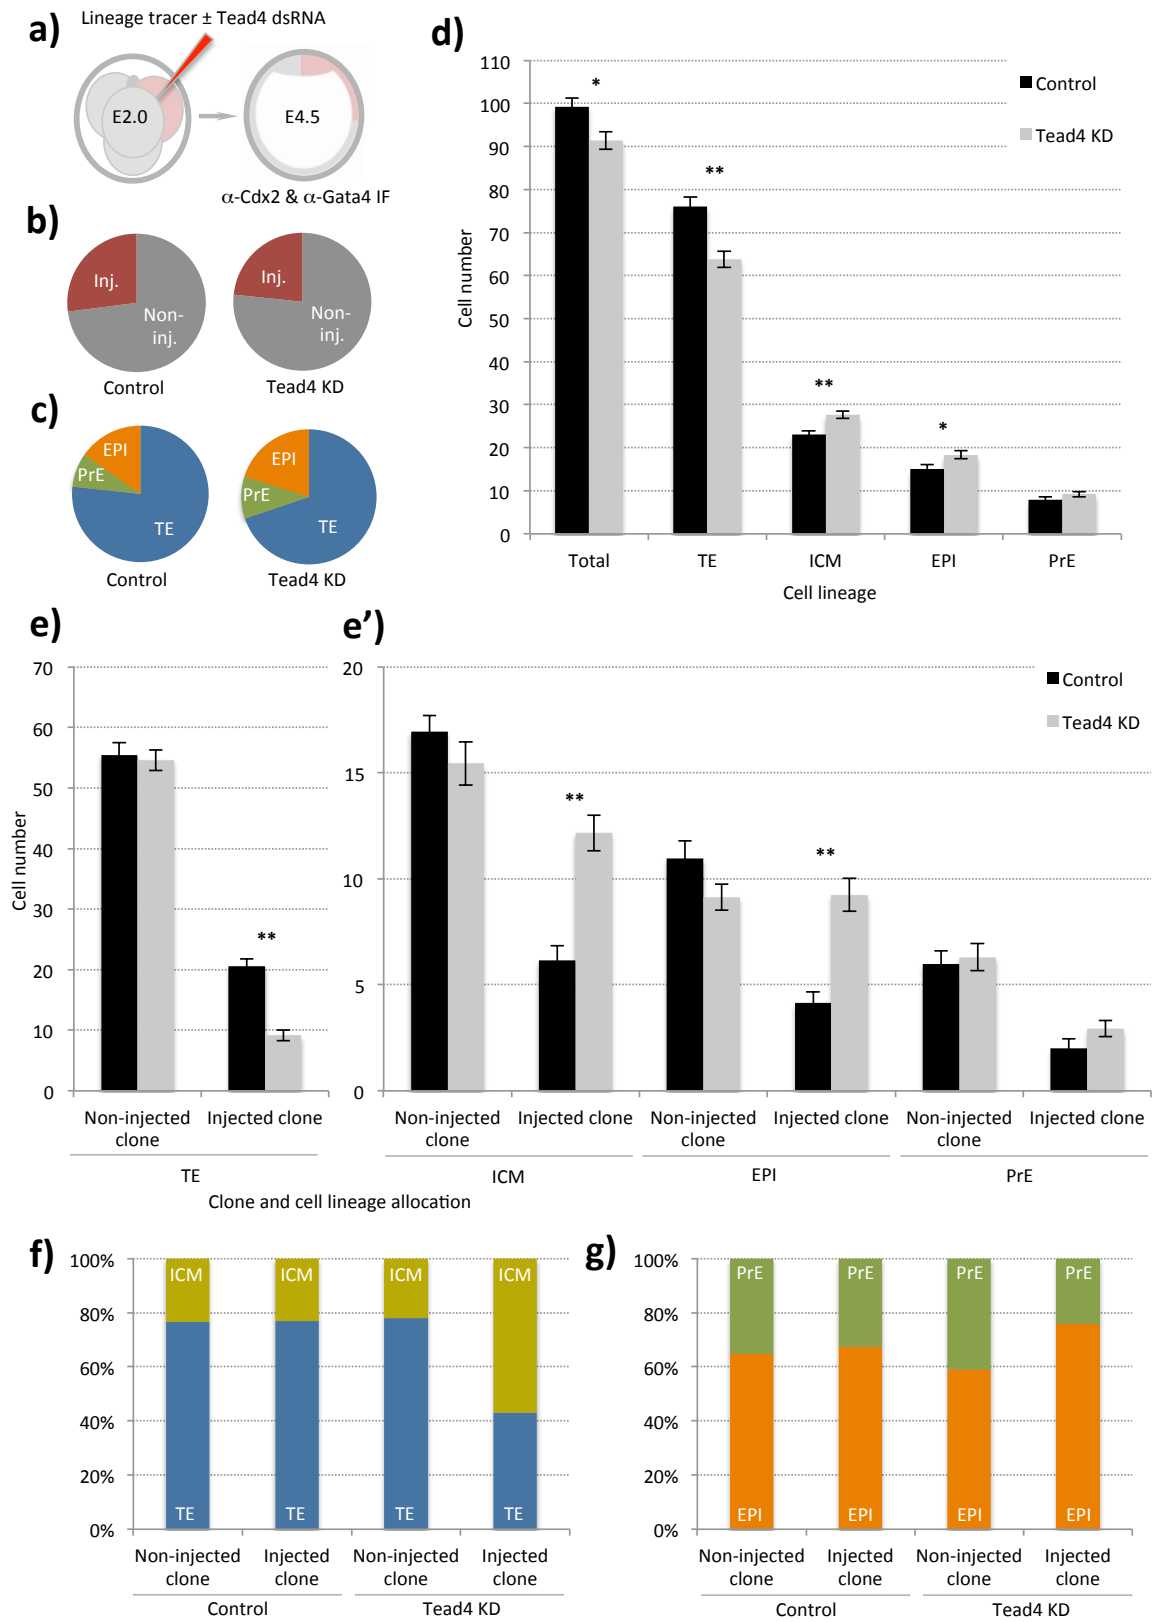 a)
Lineage tracer ± Tead4 dsRNA
E2.0
E4.5
α-Cdx2 & α-Gata4 IF
b)
Inj.
Non-
inj.
Control
Inj.
Non-
inj.
Tead4 KD
c)
EPI
PrE
TE
Control
EPI
PrE
TE
Tead4 KD
d)
110
100
90
80
70
60
50
40
30
20
10
0
Cell number
*
**
**
*
Control
Tead4 KD
Total
TE
ICM
EPI
PrE
Cell lineage
e)
70
60
50
40
30
20
10
0
Cell number
**
Non-injected
clone
Injected clone
TE
e’)
20
15
10
5
0
**
**
Control
Tead4 KD
Non-injected
clone
Injected clone
Non-injected
clone
Injected clone
Non-injected
clone
Injected clone
ICM
EPI
PrE
Clone and cell lineage allocation
f)
100%
80%
60%
40%
20%
0%
ICM
ICM
ICM
ICM
TE
TE
TE
TE
Non-injected
clone
Injected
clone
Non-injected
clone
Injected
clone
Control
Tead4 KD
g)
100%
80%
60%
40%
20%
0%
PrE
PrE
PrE
PrE
EPI
EPI
EPI
EPI
Non-injected
clone
Injected
clone
Non-injected
clone
Injected
clone
Control
Tead4 KD